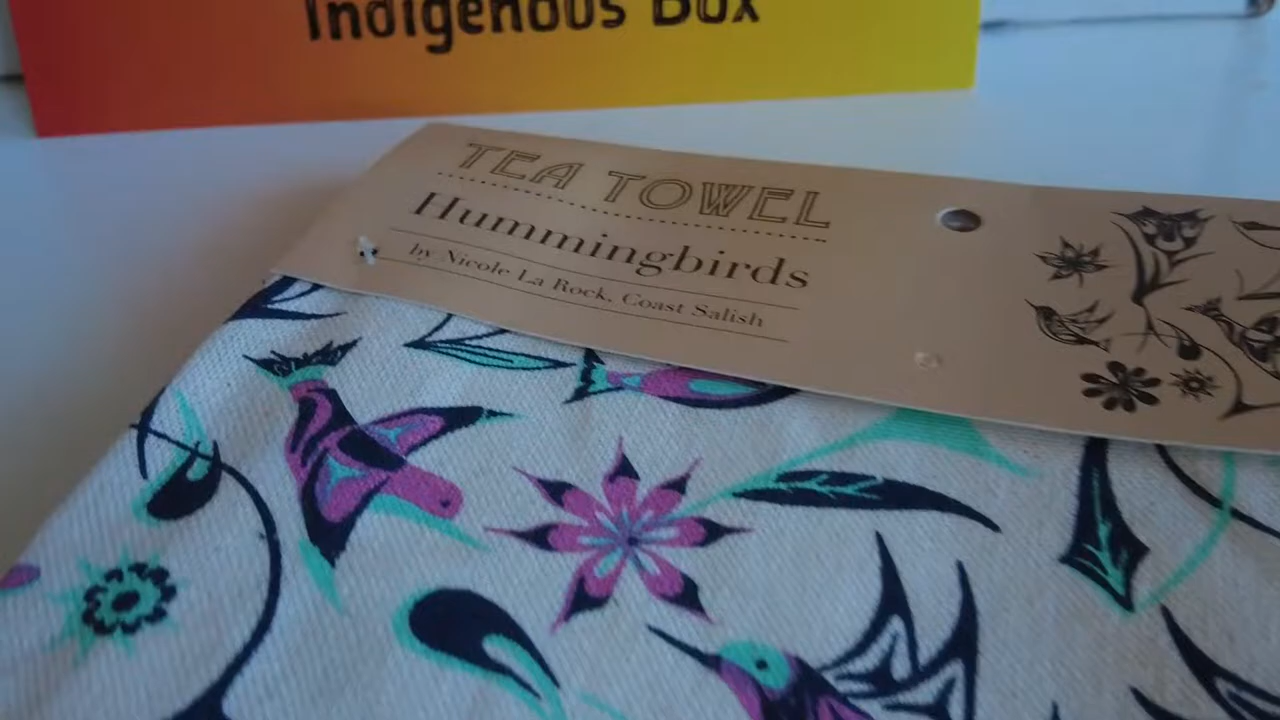 Indigenous Box
TEA TOWEL
Hummingbirds
by Nicole La Rock, Coast Salish